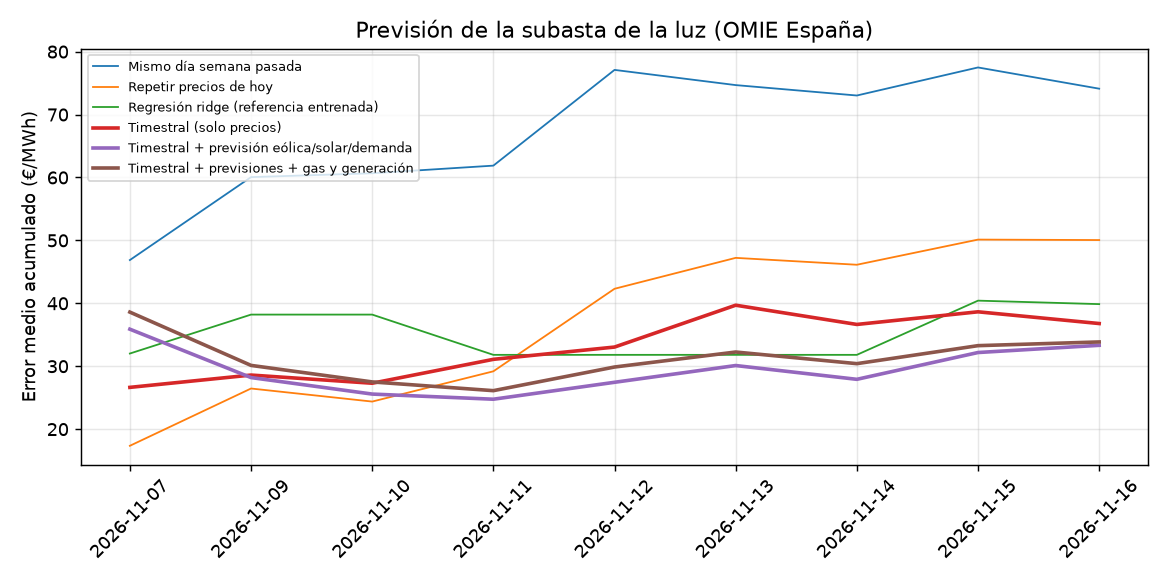 Previsión de la subasta de la luz (OMIE España)
Error medio acumulado (€/MWh)
80
70
60
50
40
30
20
Mismo día semana pasada
Repetir precios de hoy
Regresión ridge (referencia entrenada)
Timestral (solo precios)
Timestral + previsión eólica/solar/demanda
Timestral + previsiones + gas y generación
2026-11-07
2026-11-09
2026-11-10
2026-11-11
2026-11-12
2026-11-13
2026-11-14
2026-11-15
2026-11-16